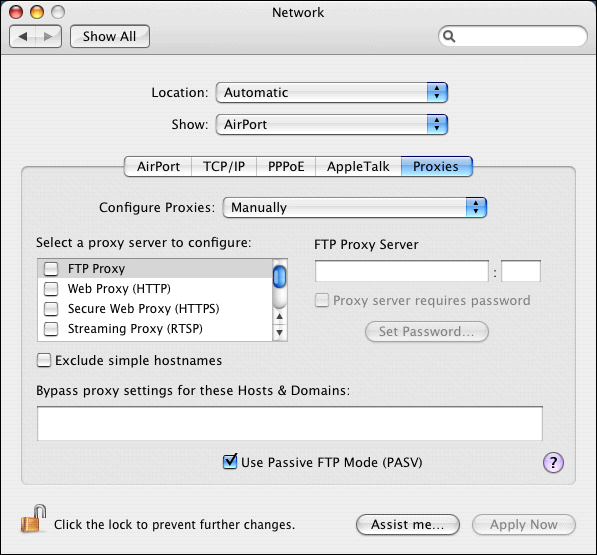 Network
Show All
Location: Automatic
Show: AirPort
AirPort TCP/IP PPPoE AppleTalk Proxies
Configure Proxies: Manually
Select a proxy server to configure:
FTP Proxy
Web Proxy (HTTP)
Secure Web Proxy (HTTPS)
Streaming Proxy (RTSP)
FTP Proxy Server
:
Proxy server requires password
Set Password...
Exclude simple hostnames
Bypass proxy settings for these Hosts & Domains:
Use Passive FTP Mode (PASV)
?
Click the lock to prevent further changes.
Assist me...
Apply Now